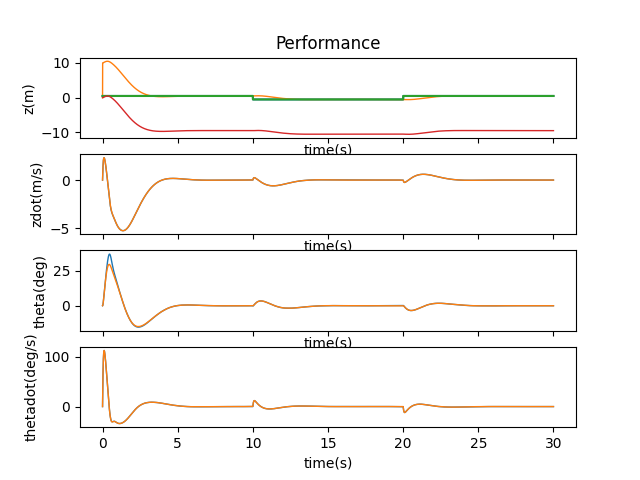 Performance
10
0
−10
z(m)
time(s)
0
−5
zdot(m/s)
time(s)
25
0
theta(deg)
time(s)
100
0
thetadot(deg/s)
0 5 10 15 20 25 30
time(s)